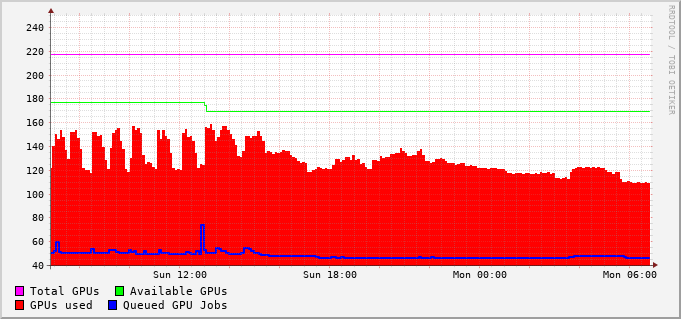 RRDTOOL / TOBI OETIKER
240
220
200
180
160
140
120
100
80
60
40
Sun 12:00 Sun 18:00 Mon 00:00 Mon 06:00
Total GPUs Available GPUs
GPUs used Queued GPU Jobs